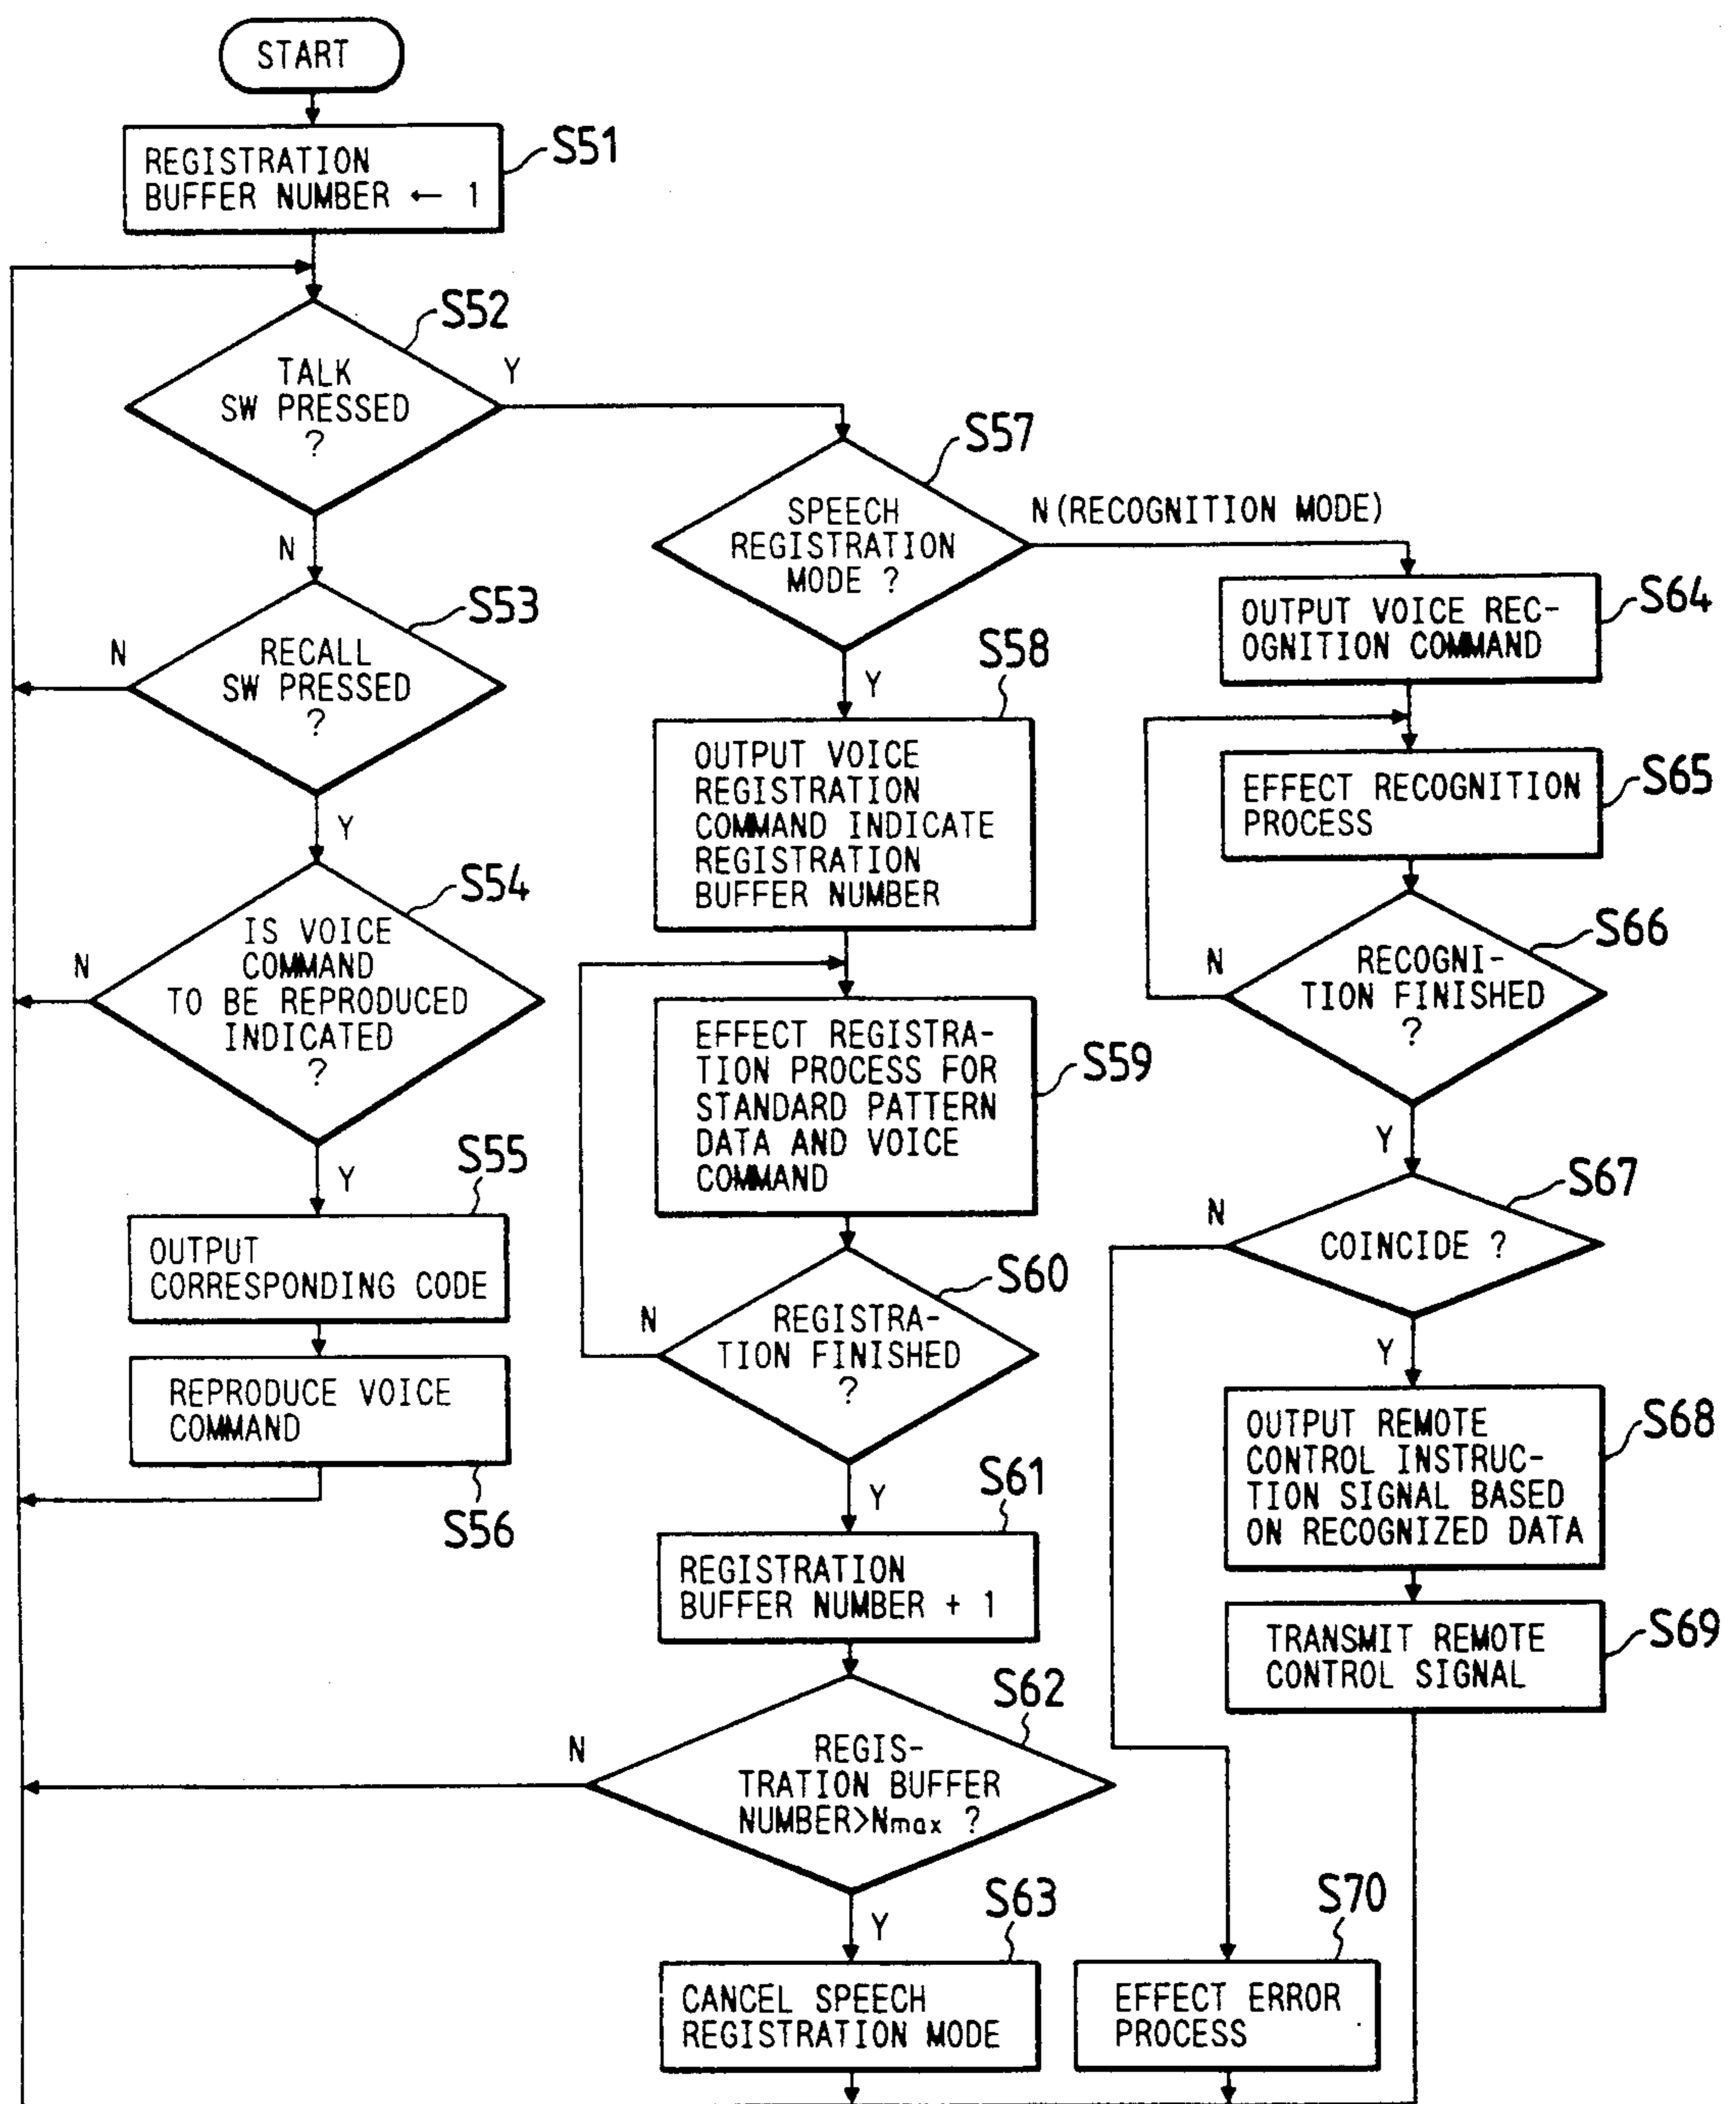 START
S51
REGISTRATION
BUFFER NUMBER ← 1
S52
TALK
SW PRESSED
?
Y
N
S53
RECALL
SW PRESSED
?
N
Y
S54
IS VOICE
COMMAND
TO BE REPRODUCED
INDICATED
?
N
Y
S55
OUTPUT
CORRESPONDING CODE
REPRODUCE VOICE
COMMAND
S56
S57
SPEECH
REGISTRATION
MODE ?
N (RECOGNITION MODE)
Y
S58
OUTPUT VOICE
REGISTRATION
COMMAND INDICATE
REGISTRATION
BUFFER NUMBER
S59
EFFECT REGISTRA-
TION PROCESS FOR
STANDARD PATTERN
DATA AND VOICE
COMMAND
S60
REGISTRA-
TION FINISHED
?
N
Y
S61
REGISTRATION
BUFFER NUMBER + 1
S62
REGIS-
TRATION BUFFER
NUMBER>Nmax ?
N
Y
S63
CANCEL SPEECH
REGISTRATION MODE
S64
OUTPUT VOICE REC-
OGNITION COMMAND
S65
EFFECT RECOGNITION
PROCESS
S66
RECOGNI-
TION FINISHED
?
N
Y
S67
COINCIDE ?
N
Y
S68
OUTPUT REMOTE
CONTROL INSTRUC-
TION SIGNAL BASED
ON RECOGNIZED DATA
S69
TRANSMIT REMOTE
CONTROL SIGNAL
S70
EFFECT ERROR
PROCESS